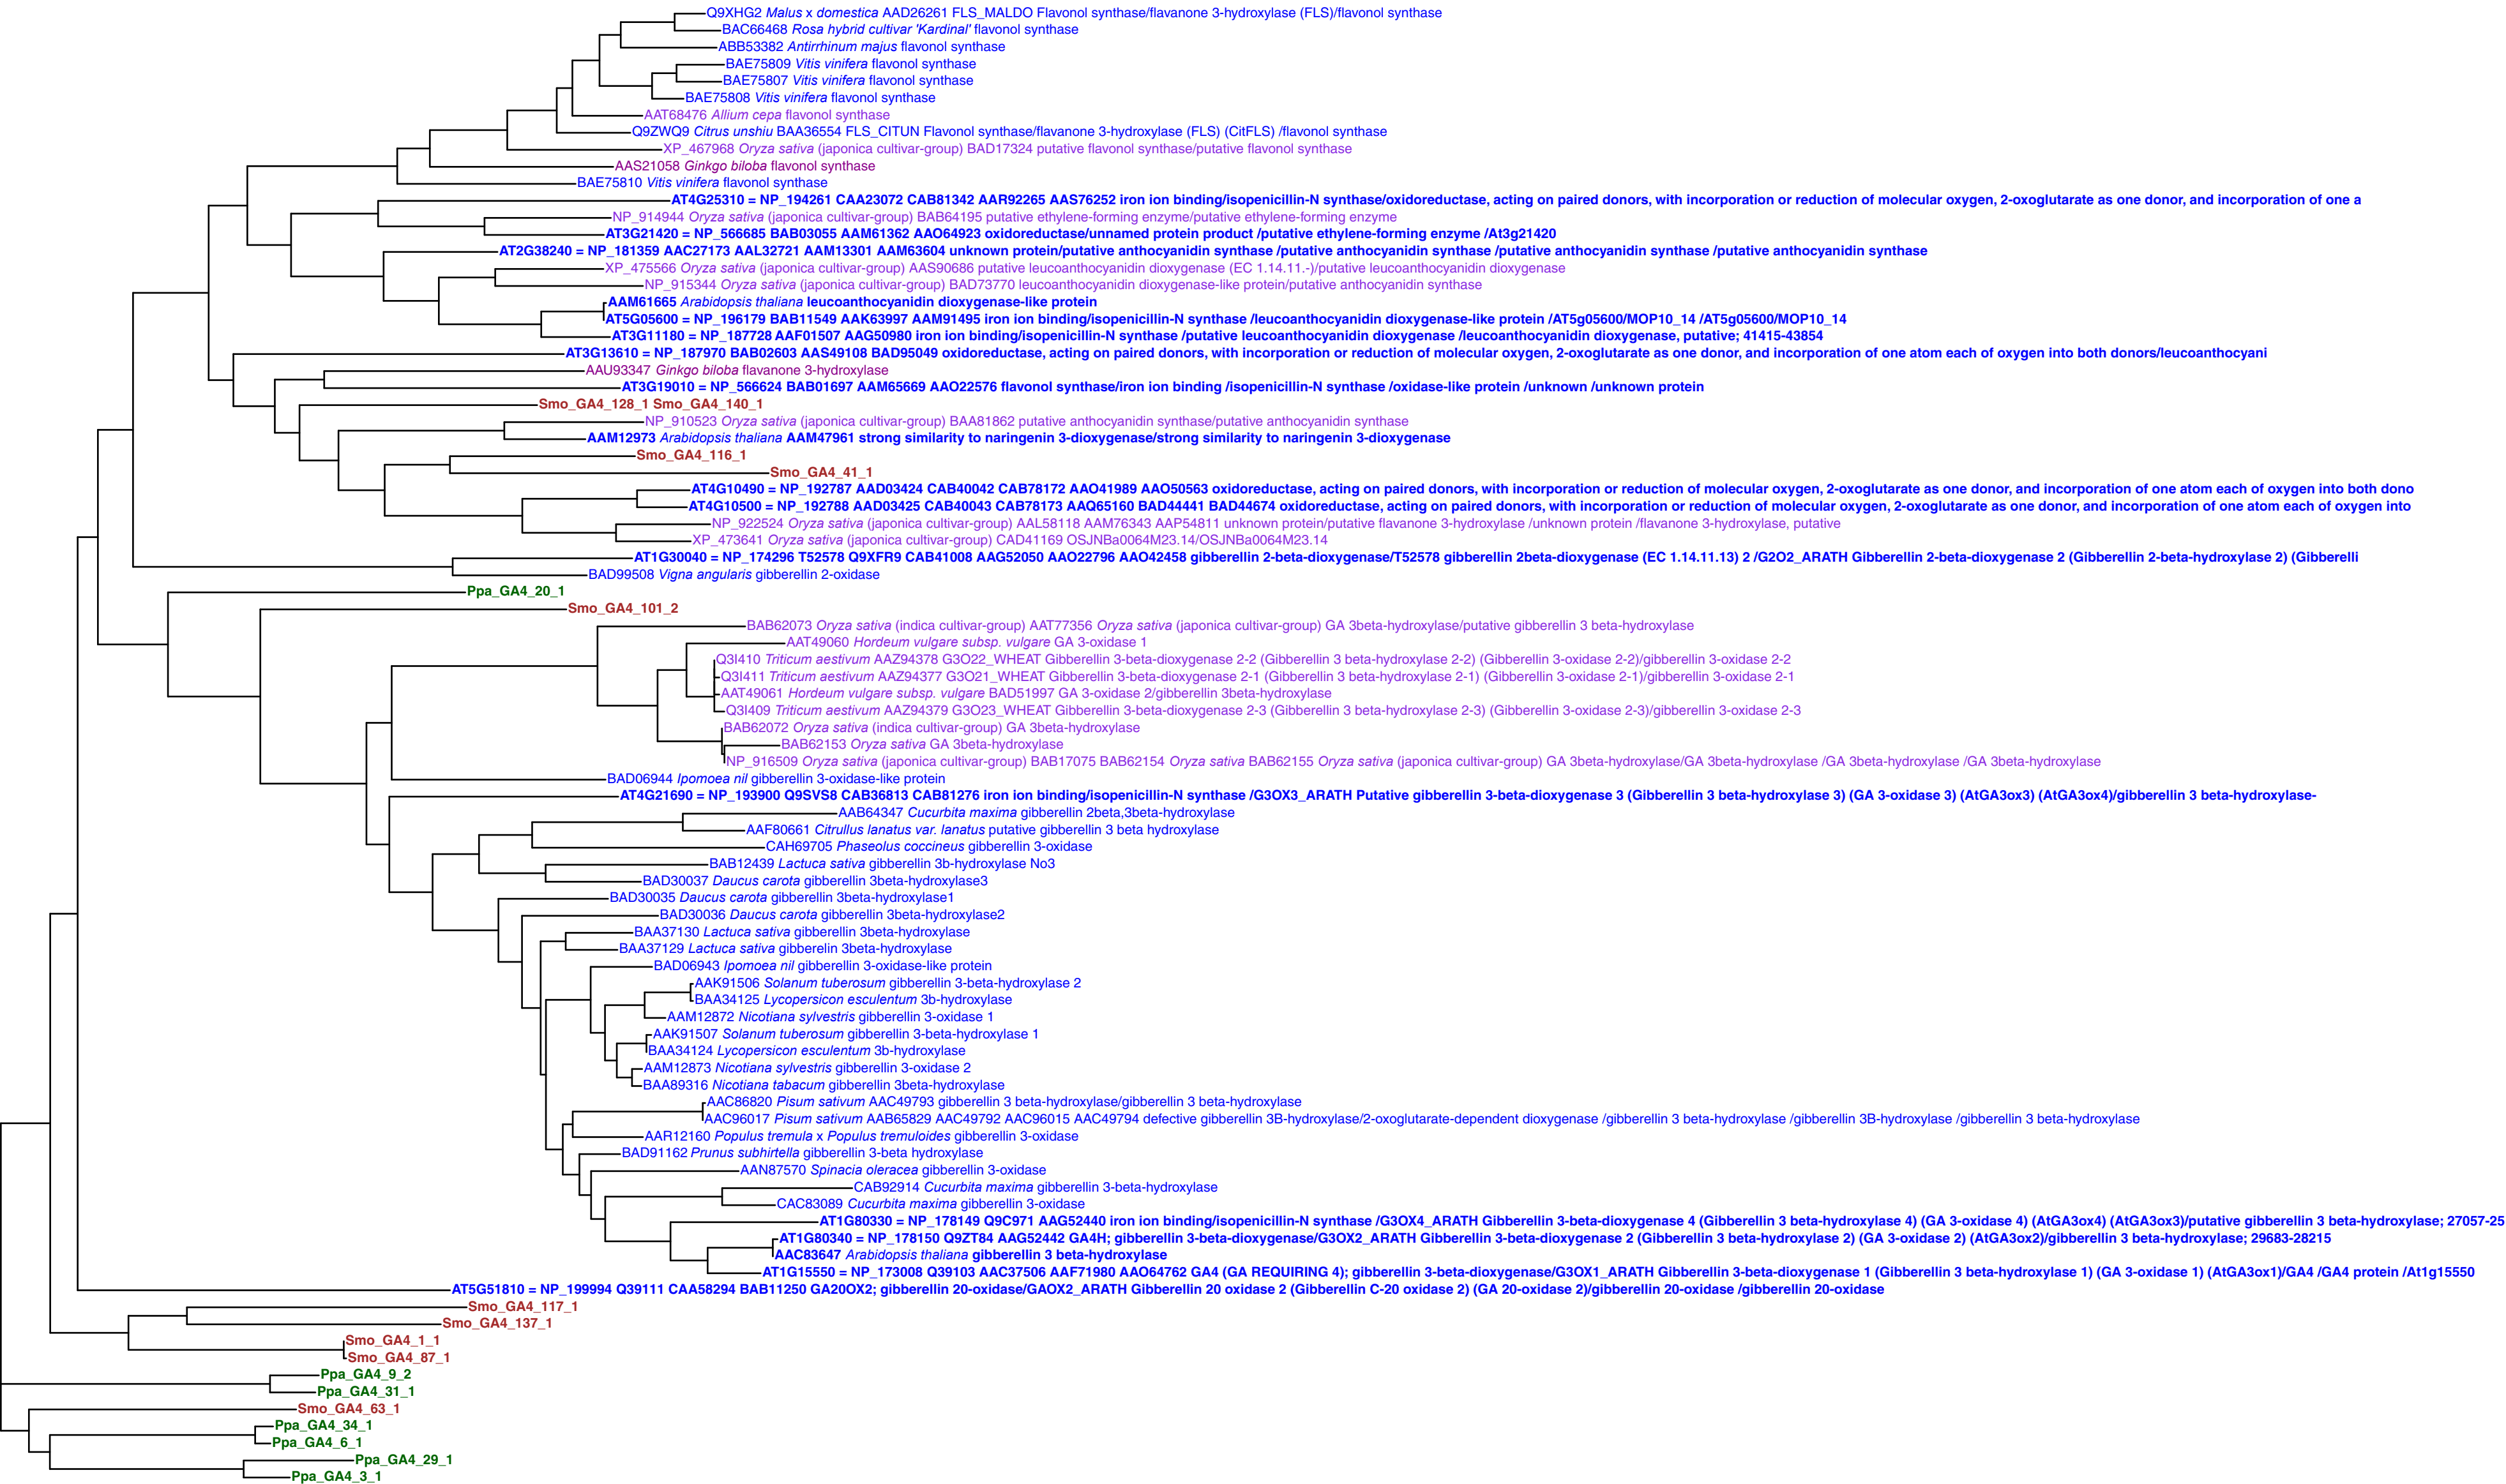 Q9XHG2 Malus x domestica AAD26261 FLS_MALDO Flavonol synthase/flavanone 3-hydroxylase (FLS)/flavonol synthase
BAC66468 Rosa hybrid cultivar 'Kardinal' flavonol synthase
ABB53382 Antirrhinum majus flavonol synthase
BAE75809 Vitis vinifera flavonol synthase
BAE75807 Vitis vinifera flavonol synthase
BAE75808 Vitis vinifera flavonol synthase
AAT68476 Allium cepa flavonol synthase
Q9ZWQ9 Citrus unshiu BAA36554 FLS_CITUN Flavonol synthase/flavanone 3-hydroxylase (FLS) (CitFLS) /flavonol synthase
XP_467968 Oryza sativa (japonica cultivar-group) BAD17324 putative flavonol synthase/putative flavonol synthase
AAS21058 Ginkgo biloba flavonol synthase
BAE75810 Vitis vinifera flavonol synthase
AT4G25310 = NP_194261 CAA23072 CAB81342 AAR92265 AAS76252 iron ion binding/isopenicillin-N synthase/oxidoreductase, acting on paired donors, with incorporation or reduction of molecular oxygen, 2-oxoglutarate as one donor, and incorporation of one a
NP_914944 Oryza sativa (japonica cultivar-group) BAB64195 putative ethylene-forming enzyme/putative ethylene-forming enzyme
AT3G21420 = NP_566685 BAB03055 AAM61362 AAO64923 oxidoreductase/unnamed protein product /putative ethylene-forming enzyme /At3g21420
AT2G38240 = NP_181359 AAC27173 AAL32721 AAM13301 AAM63604 unknown protein/putative anthocyanidin synthase /putative anthocyanidin synthase /putative anthocyanidin synthase /putative anthocyanidin synthase
XP_475566 Oryza sativa (japonica cultivar-group) AAS90686 putative leucoanthocyanidin dioxygenase (EC 1.14.11.-)/putative leucoanthocyanidin dioxygenase
NP_915344 Oryza sativa (japonica cultivar-group) BAD73770 leucoanthocyanidin dioxygenase-like protein/putative anthocyanidin synthase
AAM61665 Arabidopsis thaliana leucoanthocyanidin dioxygenase-like protein
AT5G05600 = NP_196179 BAB11549 AAK63997 AAM91495 iron ion binding/isopenicillin-N synthase /leucoanthocyanidin dioxygenase-like protein /AT5g05600/MOP10_14 /AT5g05600/MOP10_14
AT3G11180 = NP_187728 AAF01507 AAG50980 iron ion binding/isopenicillin-N synthase /putative leucoanthocyanidin dioxygenase /leucoanthocyanidin dioxygenase, putative; 41415-43854
AT3G13610 = NP_187970 BAB02603 AAS49108 BAD95049 oxidoreductase, acting on paired donors, with incorporation or reduction of molecular oxygen, 2-oxoglutarate as one donor, and incorporation of one atom each of oxygen into both donors/leucoanthocyani
AAU93347 Ginkgo biloba flavanone 3-hydroxylase
AT3G19010 = NP_566624 BAB01697 AAM65669 AAO22576 flavonol synthase/iron ion binding /isopenicillin-N synthase /oxidase-like protein /unknown /unknown protein
Smo_GA4_128_1 Smo_GA4_140_1
NP_910523 Oryza sativa (japonica cultivar-group) BAA81862 putative anthocyanidin synthase/putative anthocyanidin synthase
AAM12973 Arabidopsis thaliana AAM47961 strong similarity to naringenin 3-dioxygenase/strong similarity to naringenin 3-dioxygenase
Smo_GA4_116_1
Smo_GA4_41_1
AT4G10490 = NP_192787 AAD03424 CAB40042 CAB78172 AAO41989 AAO50563 oxidoreductase, acting on paired donors, with incorporation or reduction of molecular oxygen, 2-oxoglutarate as one donor, and incorporation of one atom each of oxygen into both dono
AT4G10500 = NP_192788 AAD03425 CAB40043 CAB78173 AAQ65160 BAD44441 BAD44674 oxidoreductase, acting on paired donors, with incorporation or reduction of molecular oxygen, 2-oxoglutarate as one donor, and incorporation of one atom each of oxygen into
NP_922524 Oryza sativa (japonica cultivar-group) AAL58118 AAM76343 AAP54811 unknown protein/putative flavanone 3-hydroxylase /unknown protein /flavanone 3-hydroxylase, putative
XP_473641 Oryza sativa (japonica cultivar-group) CAD41169 OSJNBa0064M23.14/OSJNBa0064M23.14
AT1G30040 = NP_174296 T52578 Q9XFR9 CAB41008 AAG52050 AAO22796 AAO42458 gibberellin 2-beta-dioxygenase/T52578 gibberellin 2beta-dioxygenase (EC 1.14.11.13) 2 /G2O2_ARATH Gibberellin 2-beta-dioxygenase 2 (Gibberellin 2-beta-hydroxylase 2) (Gibberelli
BAD99508 Vigna angularis gibberellin 2-oxidase
Ppa_GA4_20_1
Smo_GA4_101_2
BAB62073 Oryza sativa (indica cultivar-group) AAT77356 Oryza sativa (japonica cultivar-group) GA 3beta-hydroxylase/putative gibberellin 3 beta-hydroxylase
AAT49060 Hordeum vulgare subsp. vulgare GA 3-oxidase 1
Q3I410 Triticum aestivum AAZ94378 G3O22_WHEAT Gibberellin 3-beta-dioxygenase 2-2 (Gibberellin 3 beta-hydroxylase 2-2) (Gibberellin 3-oxidase 2-2)/gibberellin 3-oxidase 2-2
Q3I411 Triticum aestivum AAZ94377 G3O21_WHEAT Gibberellin 3-beta-dioxygenase 2-1 (Gibberellin 3 beta-hydroxylase 2-1) (Gibberellin 3-oxidase 2-1)/gibberellin 3-oxidase 2-1
AAT49061 Hordeum vulgare subsp. vulgare BAD51997 GA 3-oxidase 2/gibberellin 3beta-hydroxylase
Q3I409 Triticum aestivum AAZ94379 G3O23_WHEAT Gibberellin 3-beta-dioxygenase 2-3 (Gibberellin 3 beta-hydroxylase 2-3) (Gibberellin 3-oxidase 2-3)/gibberellin 3-oxidase 2-3
BAB62072 Oryza sativa (indica cultivar-group) GA 3beta-hydroxylase
BAB62153 Oryza sativa GA 3beta-hydroxylase
NP_916509 Oryza sativa (japonica cultivar-group) BAB17075 BAB62154 Oryza sativa BAB62155 Oryza sativa (japonica cultivar-group) GA 3beta-hydroxylase/GA 3beta-hydroxylase /GA 3beta-hydroxylase /GA 3beta-hydroxylase
BAD06944 Ipomoea nil gibberellin 3-oxidase-like protein
AT4G21690 = NP_193900 Q9SVS8 CAB36813 CAB81276 iron ion binding/isopenicillin-N synthase /G3OX3_ARATH Putative gibberellin 3-beta-dioxygenase 3 (Gibberellin 3 beta-hydroxylase 3) (GA 3-oxidase 3) (AtGA3ox3) (AtGA3ox4)/gibberellin 3 beta-hydroxylase-
AAB64347 Cucurbita maxima gibberellin 2beta,3beta-hydroxylase
AAF80661 Citrullus lanatus var. lanatus putative gibberellin 3 beta hydroxylase
CAH69705 Phaseolus coccineus gibberellin 3-oxidase
BAB12439 Lactuca sativa gibberellin 3b-hydroxylase No3
BAD30037 Daucus carota gibberellin 3beta-hydroxylase3
BAD30035 Daucus carota gibberellin 3beta-hydroxylase1
BAD30036 Daucus carota gibberellin 3beta-hydroxylase2
BAA37130 Lactuca sativa gibberellin 3beta-hydroxylase
BAA37129 Lactuca sativa gibberelin 3beta-hydroxylase
BAD06943 Ipomoea nil gibberellin 3-oxidase-like protein
AAK91506 Solanum tuberosum gibberellin 3-beta-hydroxylase 2
BAA34125 Lycopersicon esculentum 3b-hydroxylase
AAM12872 Nicotiana sylvestris gibberellin 3-oxidase 1
AAK91507 Solanum tuberosum gibberellin 3-beta-hydroxylase 1
BAA34124 Lycopersicon esculentum 3b-hydroxylase
AAM12873 Nicotiana sylvestris gibberellin 3-oxidase 2
BAA89316 Nicotiana tabacum gibberellin 3beta-hydroxylase
AAC86820 Pisum sativum AAC49793 gibberellin 3 beta-hydroxylase/gibberellin 3 beta-hydroxylase
AAC96017 Pisum sativum AAB65829 AAC49792 AAC96015 AAC49794 defective gibberellin 3B-hydroxylase/2-oxoglutarate-dependent dioxygenase /gibberellin 3 beta-hydroxylase /gibberellin 3B-hydroxylase /gibberellin 3 beta-hydroxylase
AAR12160 Populus tremula x Populus tremuloides gibberellin 3-oxidase
BAD91162 Prunus subhirtella gibberellin 3-beta hydroxylase
AAN87570 Spinacia oleracea gibberellin 3-oxidase
CAB92914 Cucurbita maxima gibberellin 3-beta-hydroxylase
CAC83089 Cucurbita maxima gibberellin 3-oxidase
AT1G80330 = NP_178149 Q9C971 AAG52440 iron ion binding/isopenicillin-N synthase /G3OX4_ARATH Gibberellin 3-beta-dioxygenase 4 (Gibberellin 3 beta-hydroxylase 4) (GA 3-oxidase 4) (AtGA3ox4) (AtGA3ox3)/putative gibberellin 3 beta-hydroxylase; 27057-25
AT1G80340 = NP_178150 Q9ZT84 AAG52442 GA4H; gibberellin 3-beta-dioxygenase/G3OX2_ARATH Gibberellin 3-beta-dioxygenase 2 (Gibberellin 3 beta-hydroxylase 2) (GA 3-oxidase 2) (AtGA3ox2)/gibberellin 3 beta-hydroxylase; 29683-28215
AAC83647 Arabidopsis thaliana gibberellin 3 beta-hydroxylase
AT1G15550 = NP_173008 Q39103 AAC37506 AAF71980 AAO64762 GA4 (GA REQUIRING 4); gibberellin 3-beta-dioxygenase/G3OX1_ARATH Gibberellin 3-beta-dioxygenase 1 (Gibberellin 3 beta-hydroxylase 1) (GA 3-oxidase 1) (AtGA3ox1)/GA4 /GA4 protein /At1g15550
AT5G51810 = NP_199994 Q39111 CAA58294 BAB11250 GA20OX2; gibberellin 20-oxidase/GAOX2_ARATH Gibberellin 20 oxidase 2 (Gibberellin C-20 oxidase 2) (GA 20-oxidase 2)/gibberellin 20-oxidase /gibberellin 20-oxidase
Smo_GA4_117_1
Smo_GA4_137_1
Smo_GA4_1_1
Smo_GA4_87_1
Ppa_GA4_9_2
Ppa_GA4_31_1
Smo_GA4_63_1
Ppa_GA4_34_1
Ppa_GA4_6_1
Ppa_GA4_29_1
Ppa_GA4_3_1